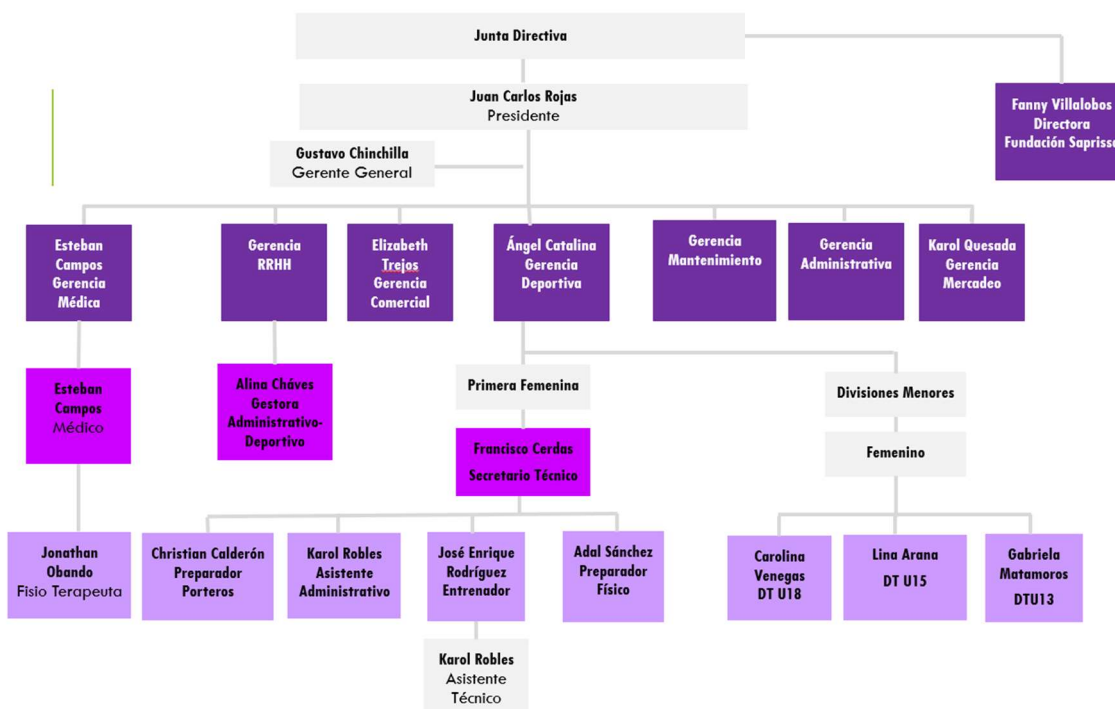 Junta Directiva
Juan Carlos Rojas
Presidente
Fanny Villalobos
Directora
Fundación Saprissa
Gustavo Chinchilla
Gerente General
Esteban
Campos
Gerencia
Médica
Gerencia
RRHH
Elizabeth
Trejos
Gerencia
Comercial
Ángel Catalina
Gerencia
Deportiva
Gerencia
Mantenimiento
Gerencia
Administrativa
Karol Quesada
Gerencia
Mercadeo
Esteban
Campos
Médico
Alina Cháves
Gestora
Administrativo-
Deportivo
Primera Femenina
Divisiones Menores
Francisco Cerdas
Secretario Técnico
Femenino
Jonathan
Obando
Fisio Terapeuta
Christian Calderón
Preparador
Porteros
Karol Robles
Asistente
Administrativo
José Enrique
Rodríguez
Entrenador
Adal Sánchez
Preparador
Físico
Carolina
Venegas
DT U18
Lina Arana
DT U15
Gabriela
Matamoros
DTU13
Karol Robles
Asistente
Técnico